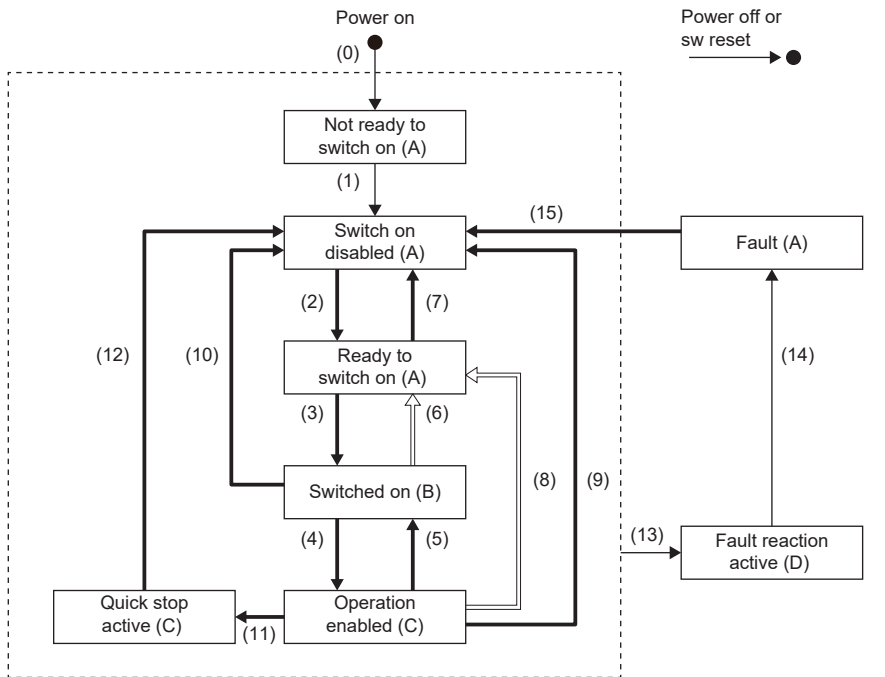 Power on
(0)
Power off or
sw reset
Not ready to
switch on (A)
(1)
Switch on
disabled (A)
(15)
Fault (A)
(2)
(7)
(12)
(10)
Ready to
switch on (A)
(14)
(3)
(6)
(8)
(9)
Switched on (B)
(4)
(5)
(13)
Fault reaction
active (D)
Quick stop
active (C)
(11)
Operation
enabled (C)